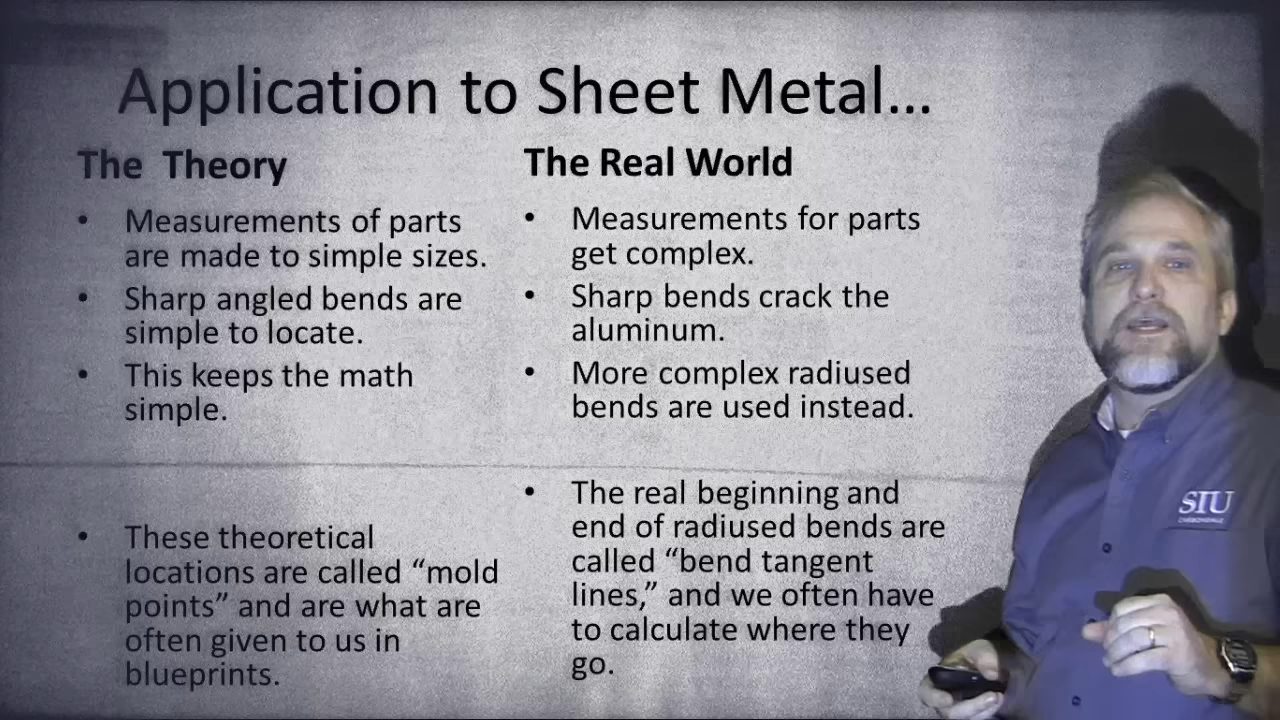 Application to Sheet Metal...
The Theory
• Measurements of parts
are made to simple sizes.
• Sharp angled bends are
simple to locate.
• This keeps the math
simple.
• These theoretical
locations are called “mold
points” and are what are
often given to us in
blueprints.
The Real World
• Measurements for parts
get complex.
• Sharp bends crack the
aluminum.
• More complex radiused
bends are used instead.
• The real beginning and
end of radiused bends are
called “bend tangent
lines,” and we often have
to calculate where they
go.
SIU